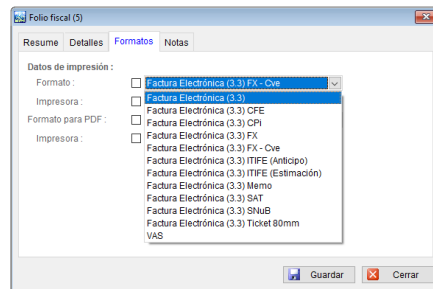 Folio fiscal (5)
Resume Detalles Formatos Notas
Datos de impresión :
Formato : Factura Electrónica (3.3) FX - Cve
Impresora : Factura Electrónica (3.3)
Factura Electrónica (3.3) CFE
Formato para PDF : Factura Electrónica (3.3) CPi
Factura Electrónica (3.3) FX
Impresora : Factura Electrónica (3.3) FX - Cve
Factura Electrónica (3.3) ITIFE (Anticipo)
Factura Electrónica (3.3) ITIFE (Estimación)
Factura Electrónica (3.3) Memo
Factura Electrónica (3.3) SAT
Factura Electrónica (3.3) SNuB
Factura Electrónica (3.3) Ticket 80mm
VAS
Guardar Cerrar